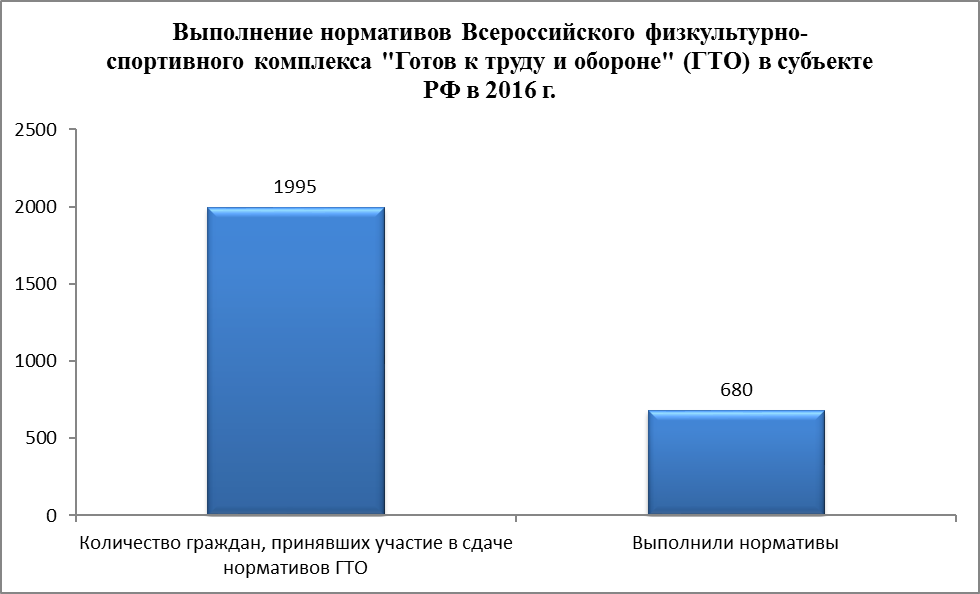 Выполнение нормативов Всероссийского физкультурно-
спортивного комплекса "Готов к труду и обороне" (ГТО) в субъекте
РФ в 2016 г.
2500
2000
1500
1000
500
0
1995
680
Количество граждан, принявших участие в сдаче
нормативов ГТО
Выполнили нормативы